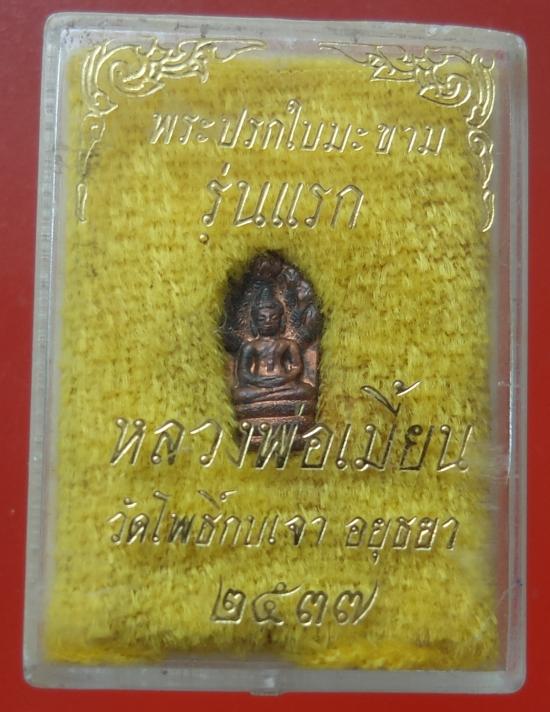 พระปรกใบมะขาม
รุ่นแรก
หลวงพ่อเมี้ยน
วัดโพธิ์กบเจา อยุธยา
๒๕๓๗